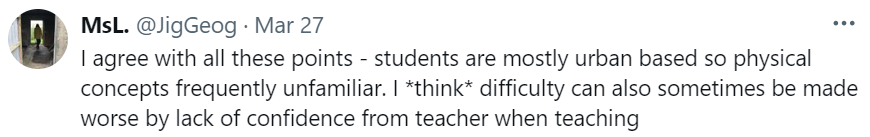 MsL. @JigGeog · Mar 27
I agree with all these points - students are mostly urban based so physical
concepts frequently unfamiliar. I *think* difficulty can also sometimes be made
worse by lack of confidence from teacher when teaching